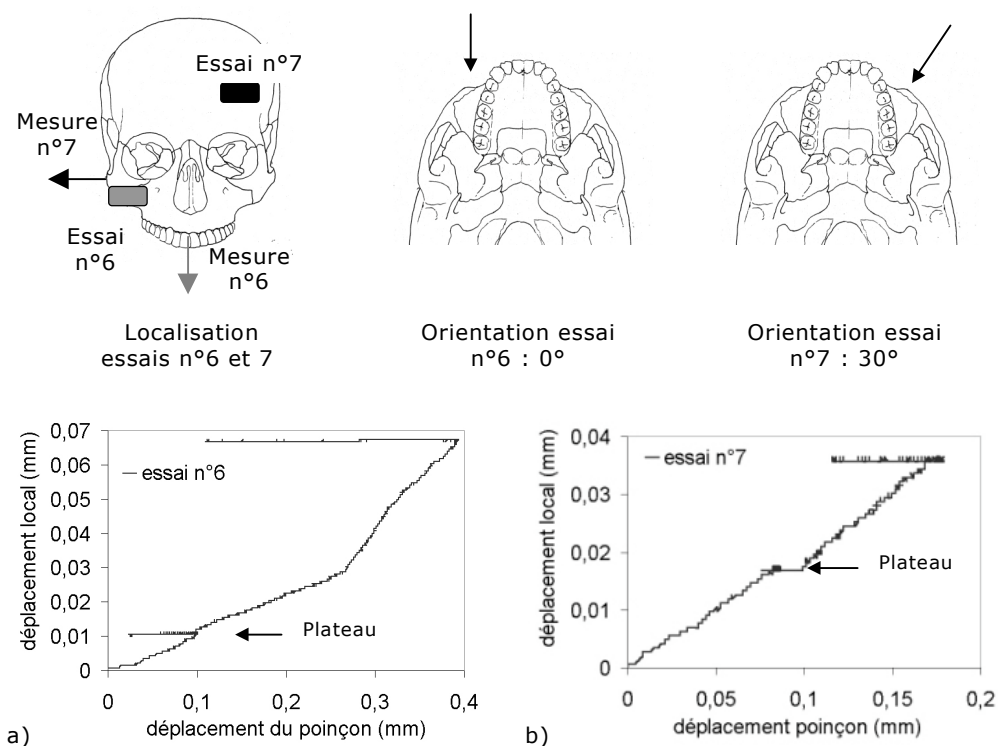 Essai n°7
Mesure
n°7
Essai
n°6
Mesure
n°6
Localisation
essais n°6 et 7
Orientation essai
n°6 : 0°
Orientation essai
n°7 : 30°
déplacement local (mm)
0,07
0,06
0,05
0,04
0,03
0,02
0,01
0
essai n°6
Plateau
0 0,1 0,2 0,3 0,4
déplacement du poinçon (mm)
a)
déplacement local (mm)
0,04
0,03
0,02
0,01
0
essai n°7
Plateau
0 0,05 0,1 0,15 0,2
déplacement poinçon (mm)
b)